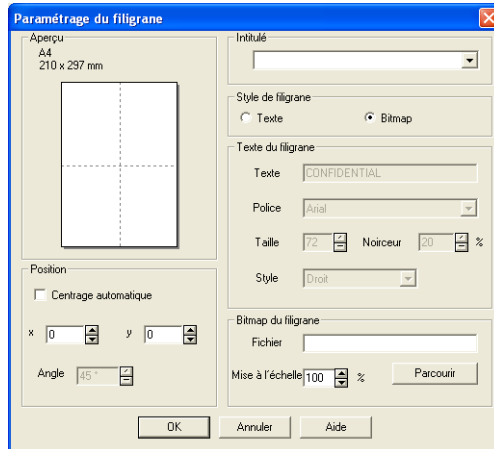 Paramétrage du filigrane
Aperçu
A4
210 x 297 mm
Intitulé
Style de filigrane
Texte
Bitmap
Texte du filigrane
Texte CONFIDENTIAL
Police Arial
Taille 72 Noirceur 20 %
Style Droit
Position
Centrage automatique
x 0 y 0
Angle 45 °
Bitmap du filigrane
Fichier
Mise à l'échelle 100 % Parcourir
OK Annuler Aide